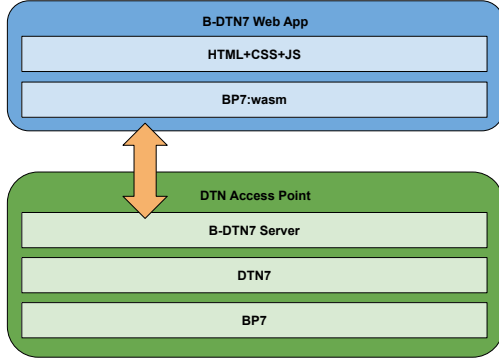 B-DTN7 Web App
HTML+CSS+JS
BP7:wasm
DTN Access Point
B-DTN7 Server
DTN7
BP7